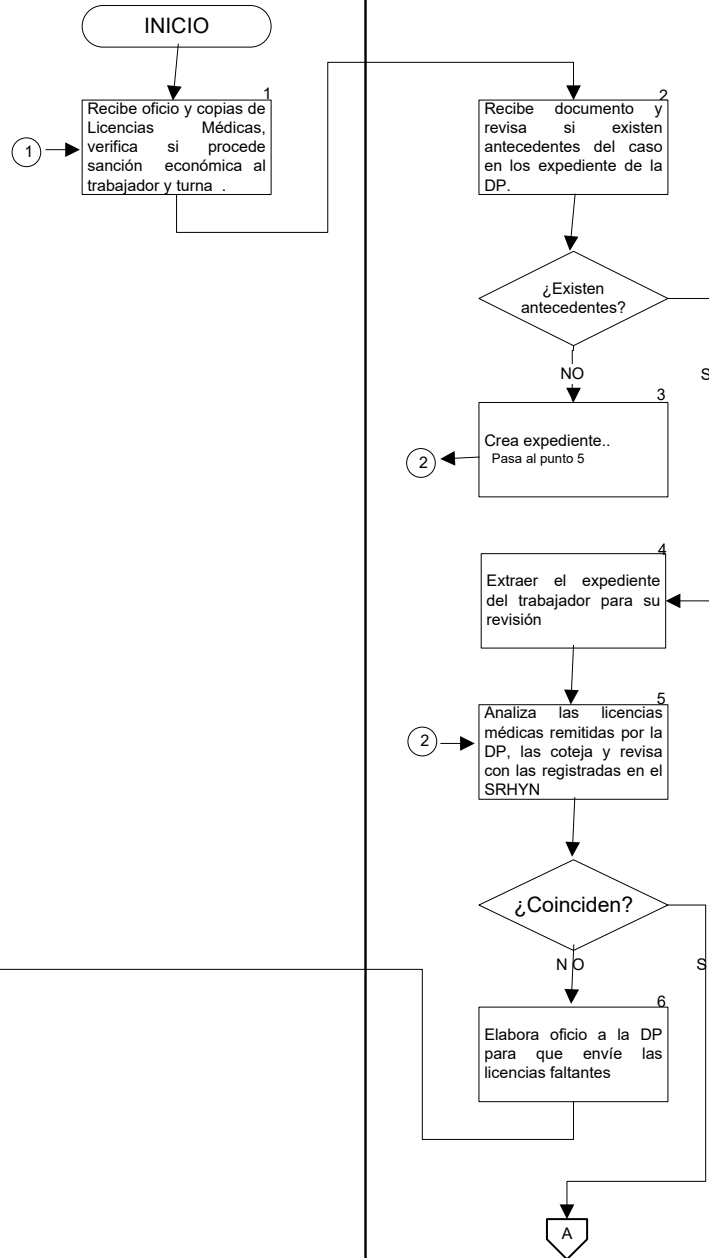 INICIO
1
Recibe oficio y copias de
Licencias Médicas,
verifica si procede
sanción económica al
trabajador y turna .
1
2
Recibe documento y
revisa si existen
antecedentes del caso
en los expediente de la
DP.
¿Existen
antecedentes?
NO
S
3
Crea expediente..
Pasa al punto 5
2
4
Extraer el expediente
del trabajador para su
revisión
5
Analiza las licencias
médicas remitidas por la
DP, las coteja y revisa
con las registradas en el
SRHYN
2
¿Coinciden?
N O
S
6
Elabora oficio a la DP
para que envíe las
licencias faltantes
A